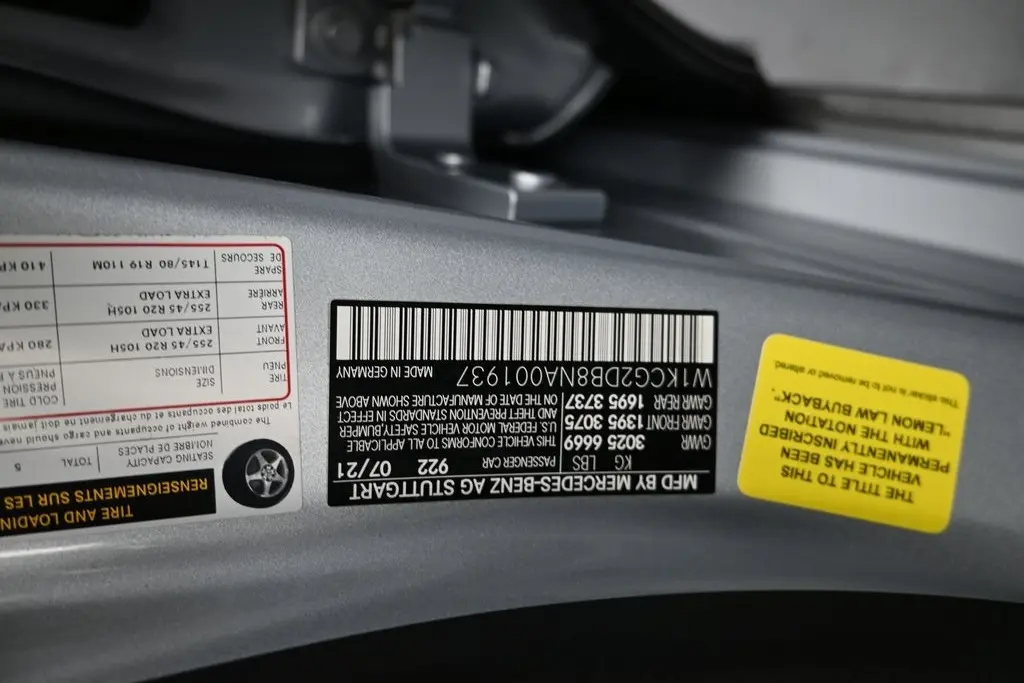 TIRE AND LOADIN
RENSEIGNEMENTS SUR LES
SEATING CAPACITY
NOMBRE DE PLACES
TOTAL 5
The combined weight of occupants and cargo should neve
Le poids total des occupants et du chargement ne doit jamais
TIRE
PNEU
SIZE
DIMENSIONS
COLD TIRE
PRESSION
PNEUS À F
FRONT
AVANT
255/45 R20 105H
EXTRA LOAD
280 KPA
REAR
ARRIÈRE
255/45 R20 105H
EXTRA LOAD
330 KPA
SPARE
DE SECOURS
T145/80 R19 110M
410 KPA
MFD BY MERCEDES-BENZ AG STUTTGART
KG LBS
PASSENGER CAR 922 07/21
GVWR 3025 6669
GAWR FRONT 1395 3075
GAWR REAR 1695 3737
THIS VEHICLE CONFORMS TO ALL APPLICABLE
U.S. FEDERAL MOTOR VEHICLE SAFETY, BUMPER,
AND THEFT PREVENTION STANDARDS IN EFFECT
ON THE DATE OF MANUFACTURE SHOWN ABOVE
W1KCG2DB8NA001937
MADE IN GERMANY
THE TITLE TO THIS
VEHICLE HAS BEEN
PERMANENTLY INSCRIBED
WITH THE NOTATION
"LEMON LAW BUYBACK".
This sticker is not to be removed or altered.